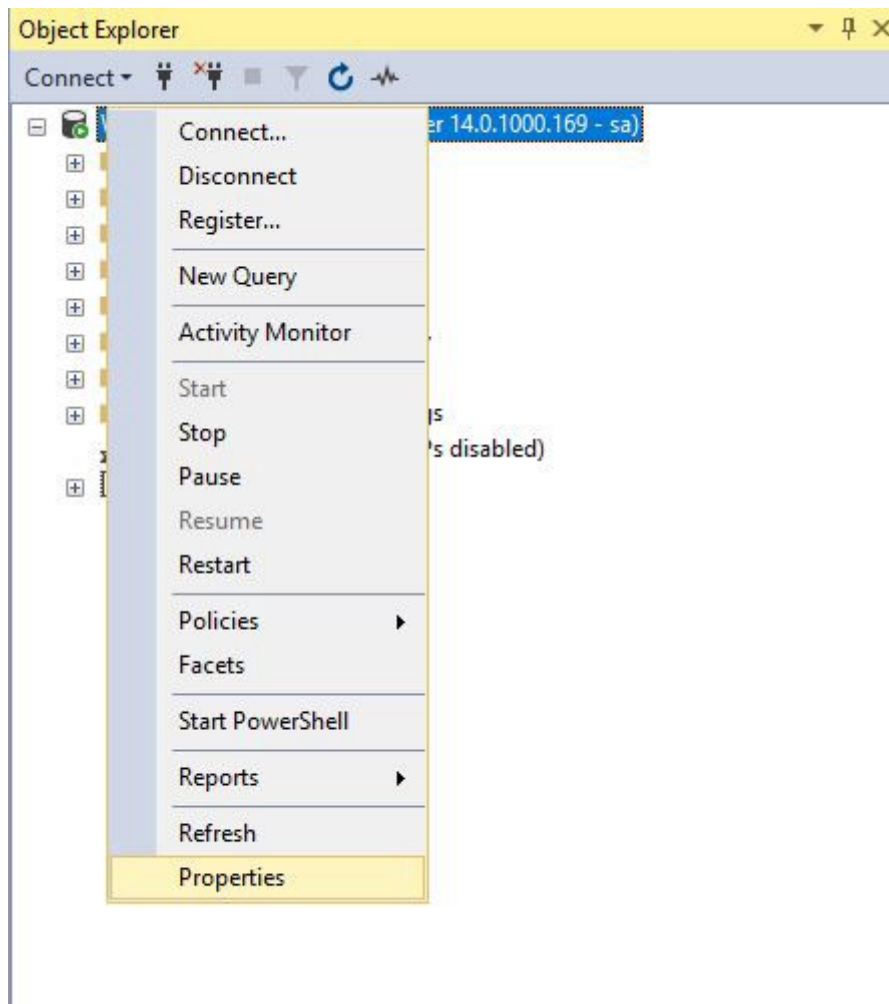 Object Explorer
Connect
er 14.0.1000.169 - sa)
Connect...
Disconnect
Register...
New Query
Activity Monitor
Start
Stop
Pause
Resume
Restart
Policies
Facets
Start PowerShell
Reports
Refresh
Properties
gs
's disabled)